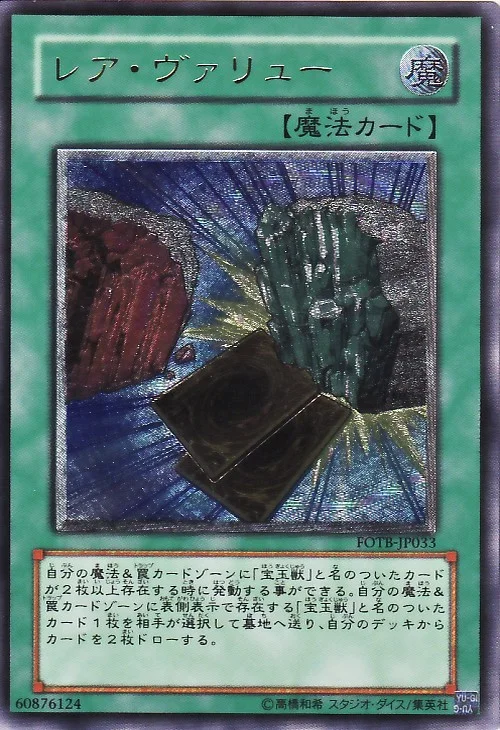 レア・ヴァリュー
魔
【魔法カード】
FOTB-JP033
自分の魔法&罠カードゾーンに「宝玉獣」と名のついたカード
が2枚以上存在する時に発動する事ができる。自分の魔法&
罠カードゾーンに表側表示で存在する「宝玉獣」と名のついた
カード1枚を相手が選択して墓地へ送り、自分のデッキから
カードを2枚ドローする。
60876124
©高橋和希 スタジオ・ダイス/集英社